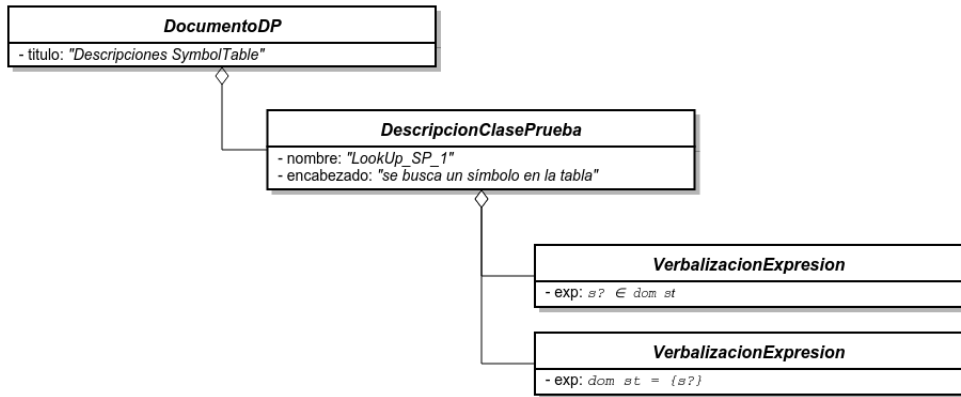 DocumentoDP
- titulo: "Descripciones SymbolTable"
DescripcionClasePrueba
- nombre: "LookUp_SP_1"
- encabezado: "se busca un símbolo en la tabla"
VerbalizacionExpresion
- exp: s? ∈ dom st
VerbalizacionExpresion
- exp: dom st = {s?}